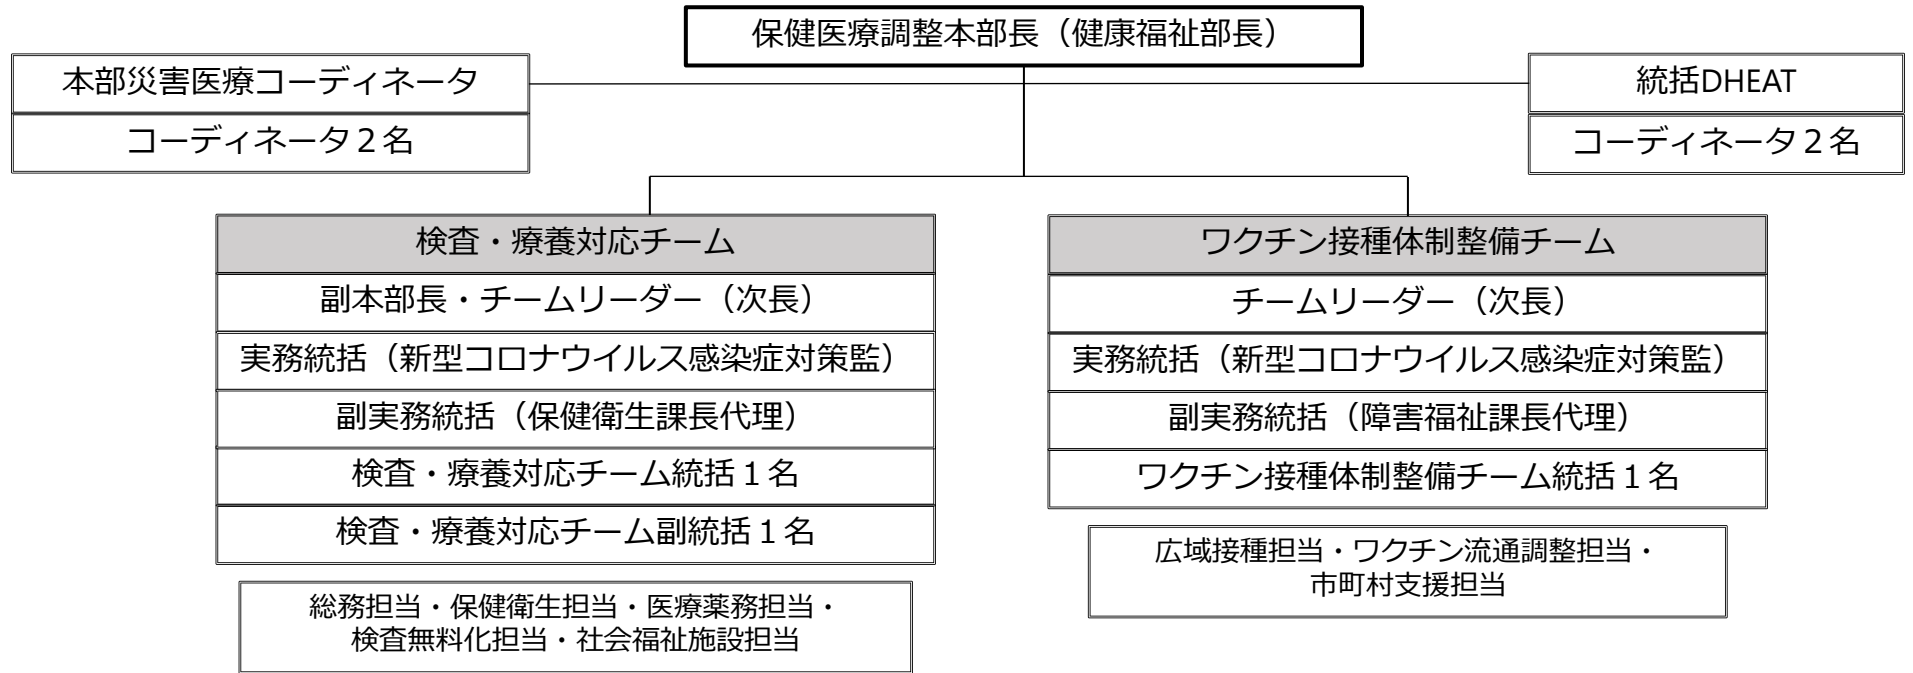 保健医療調整本部長（健康福祉部長）
本部災害医療コーディネータ
コーディネータ２名
統括DHEAT
コーディネータ２名
検査・療養対応チーム
副本部長・チームリーダー（次長）
実務統括（新型コロナウイルス感染症対策監）
副実務統括（保健衛生課長代理）
検査・療養対応チーム統括１名
検査・療養対応チーム副統括１名
総務担当・保健衛生担当・医療薬務担当・
検査無料化担当・社会福祉施設担当
ワクチン接種体制整備チーム
チームリーダー（次長）
実務統括（新型コロナウイルス感染症対策監）
副実務統括（障害福祉課長代理）
ワクチン接種体制整備チーム統括１名
広域接種担当・ワクチン流通調整担当・
市町村支援担当